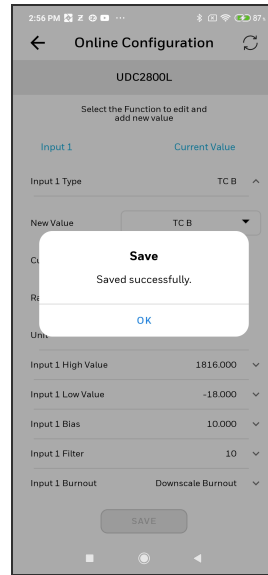 2:56 PM
87
Online Configuration
UDC2800L
Select the Function to edit and
add new value
Input 1 Current Value
Input 1 Type TC B
New Value TC B
Save
Saved successfully.
OK
Input 1 High Value 1816.000
Input 1 Low Value -18.000
Input 1 Bias 10.000
Input 1 Filter 10
Input 1 Burnout Downscale Burnout
SAVE